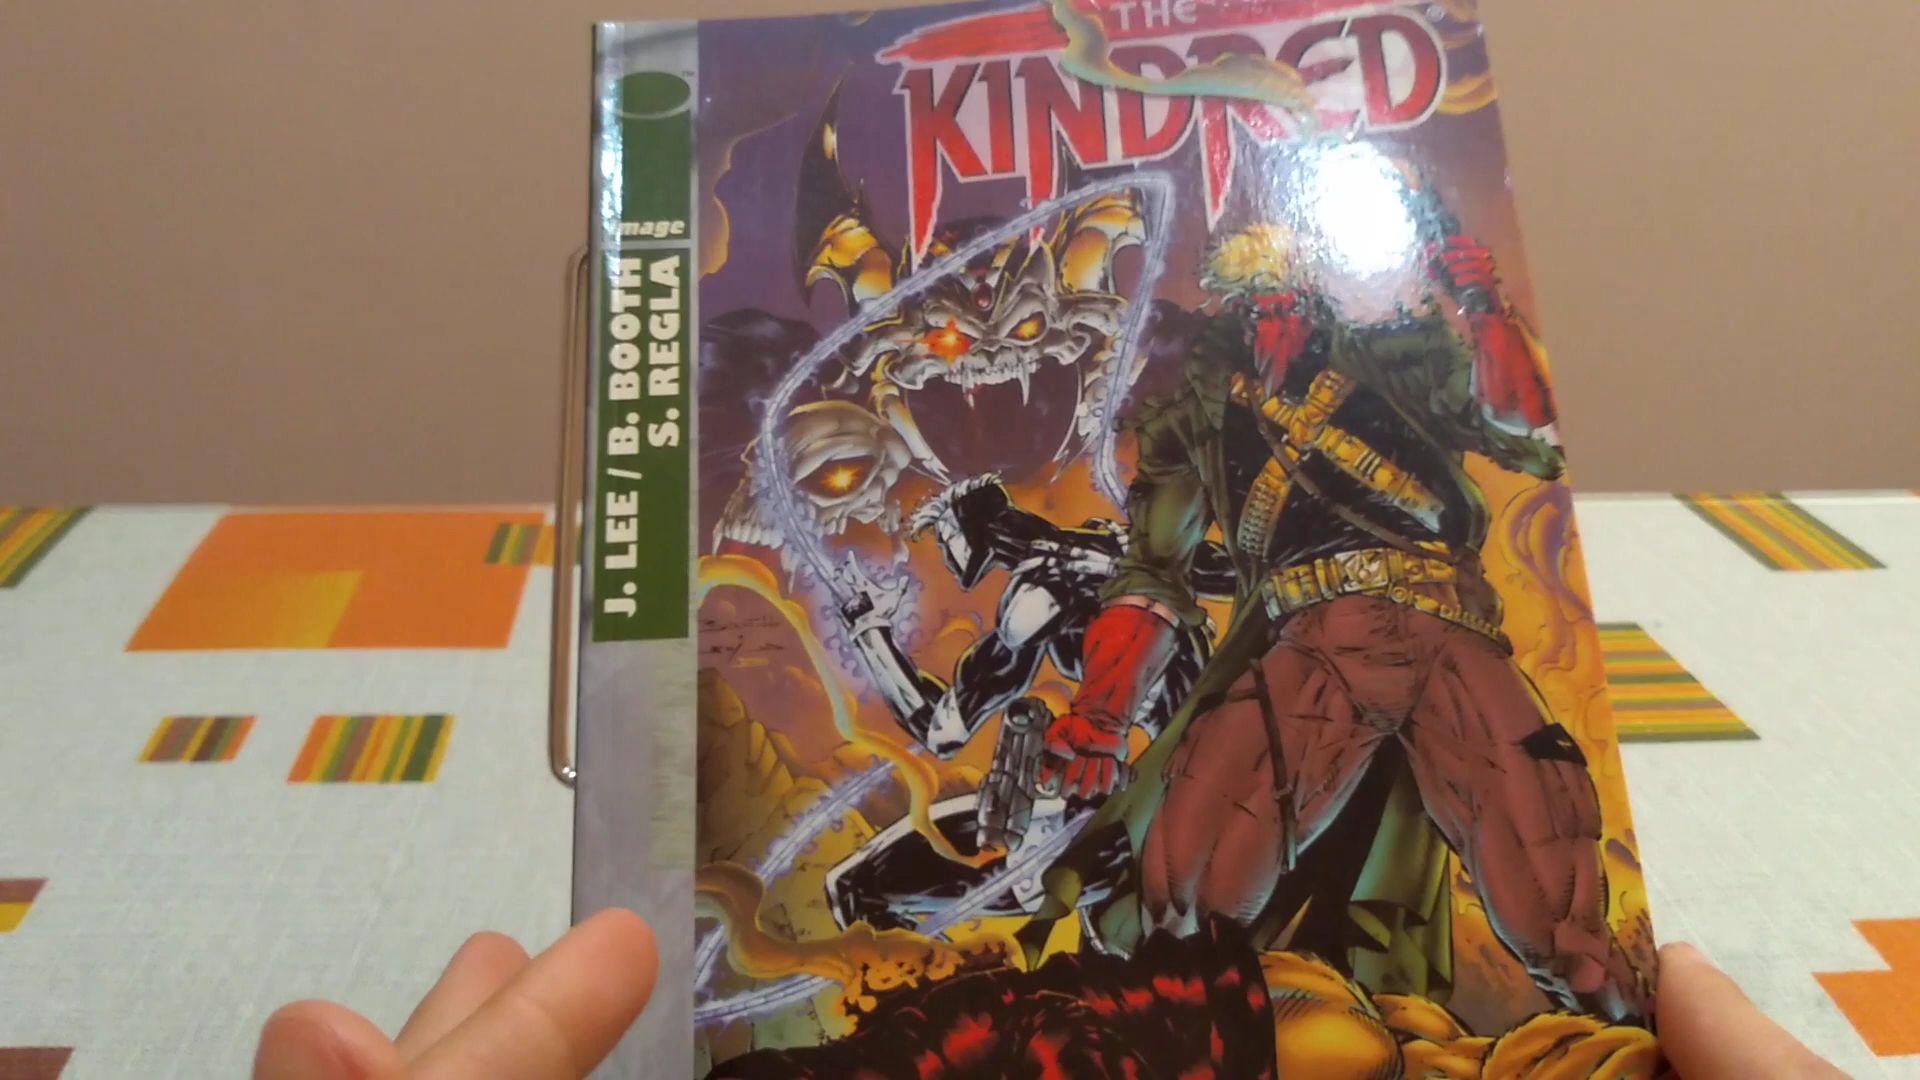 THE
KINDRED
image
J. LEE / B. BOOTH
S. REGLA